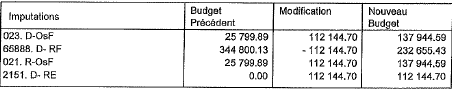 Imputations Budget Précédent Modification Nouveau Budget
023. D-OsF 25 799.89 112 144.70 137 944.59
65888. D- RF 344 800.13 - 112 144.70 232 655.43
021. R-OsF 25 799.89 112 144.70 137 944.59
2151. D- RE 0.00 112 144.70 112 144.70